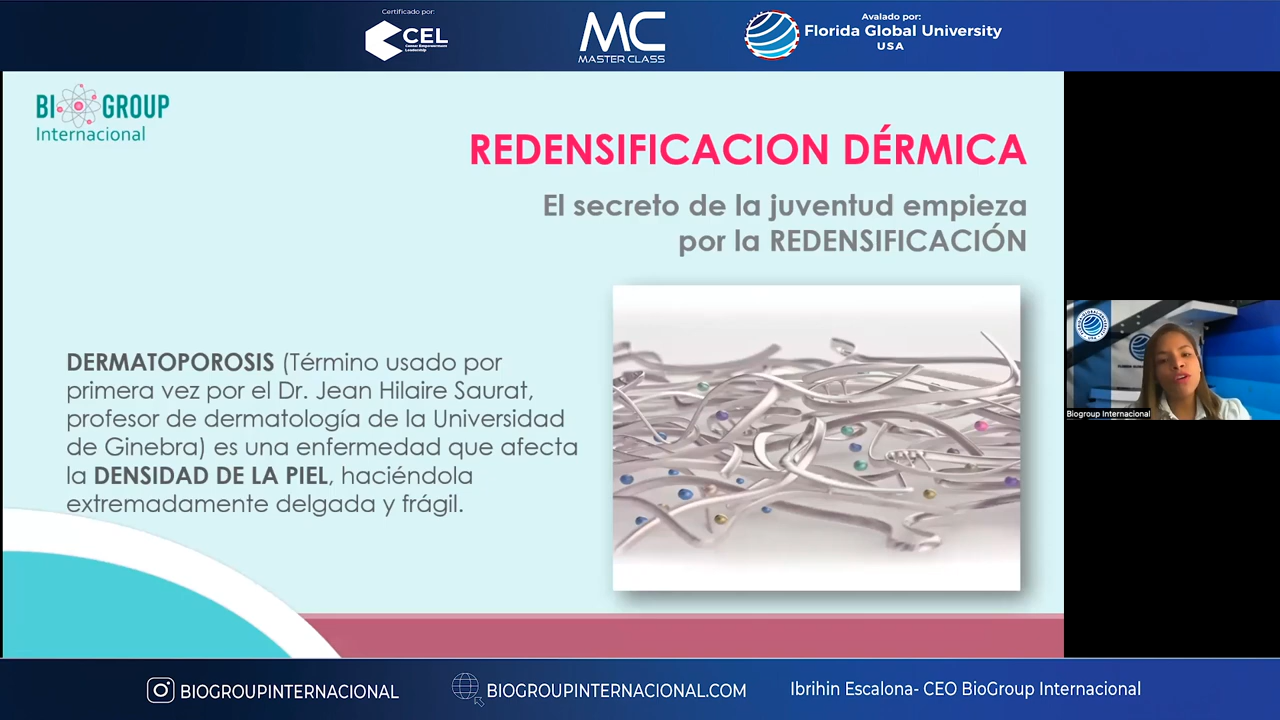 Certificado por:
CEL
Career Empowerment
Leadership
MC
MASTER CLASS
Avalado por:
Florida Global University
USA
BIOGROUP
Internacional
REDENSIFICACION DÉRMICA
El secreto de la juventud empieza
por la REDENSIFICACIÓN
DERMATOPOROSIS (Término usado por
primera vez por el Dr. Jean Hilaire Saurat,
profesor de dermatología de la Universidad
de Ginebra) es una enfermedad que afecta
la DENSIDAD DE LA PIEL, haciéndola
extremadamente delgada y frágil.
Biogroup Internacional
BIOGROUPINTERNACIONAL
BIOGROUPINTERNACIONAL.COM
Ibrihin Escalona- CEO BioGroup Internacional